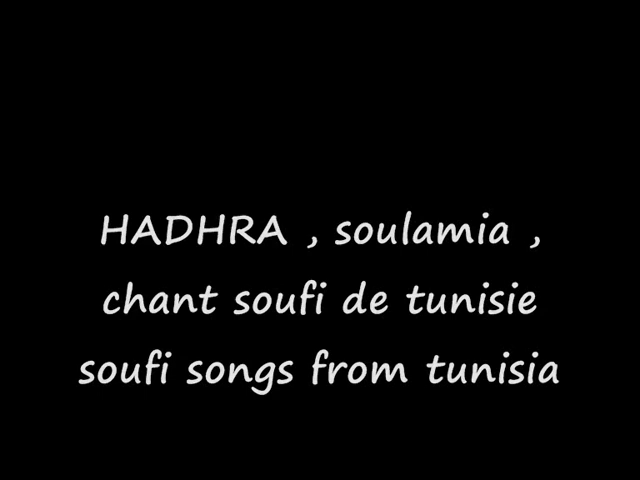 HADHRA , soulamia ,
chant soufi de tunisie
soufi songs from tunisia